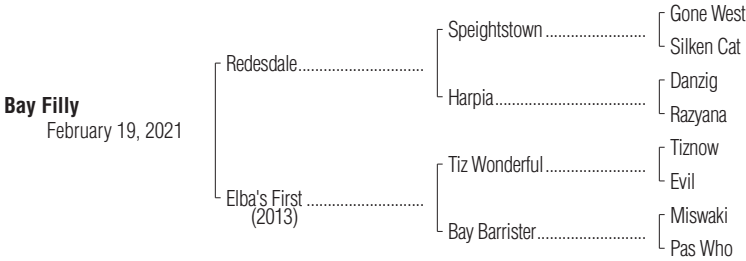 Gone West
Speightstown
Silken Cat
Redesdale
Danzig
Harpia
Razyana
Bay Filly
February 19, 2021
Tiznow
Tiz Wonderful
Evil
Elba's First
(2013)
Miswaki
Bay Barrister
Pas Who